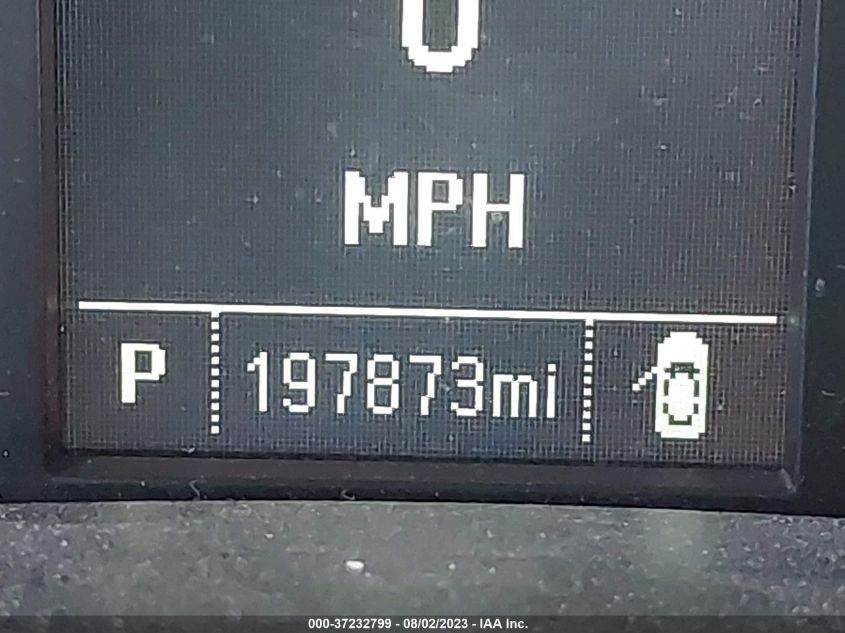 0
MPH
P 197873mi
000-37232799 - 08/02/2023 - IAA Inc.